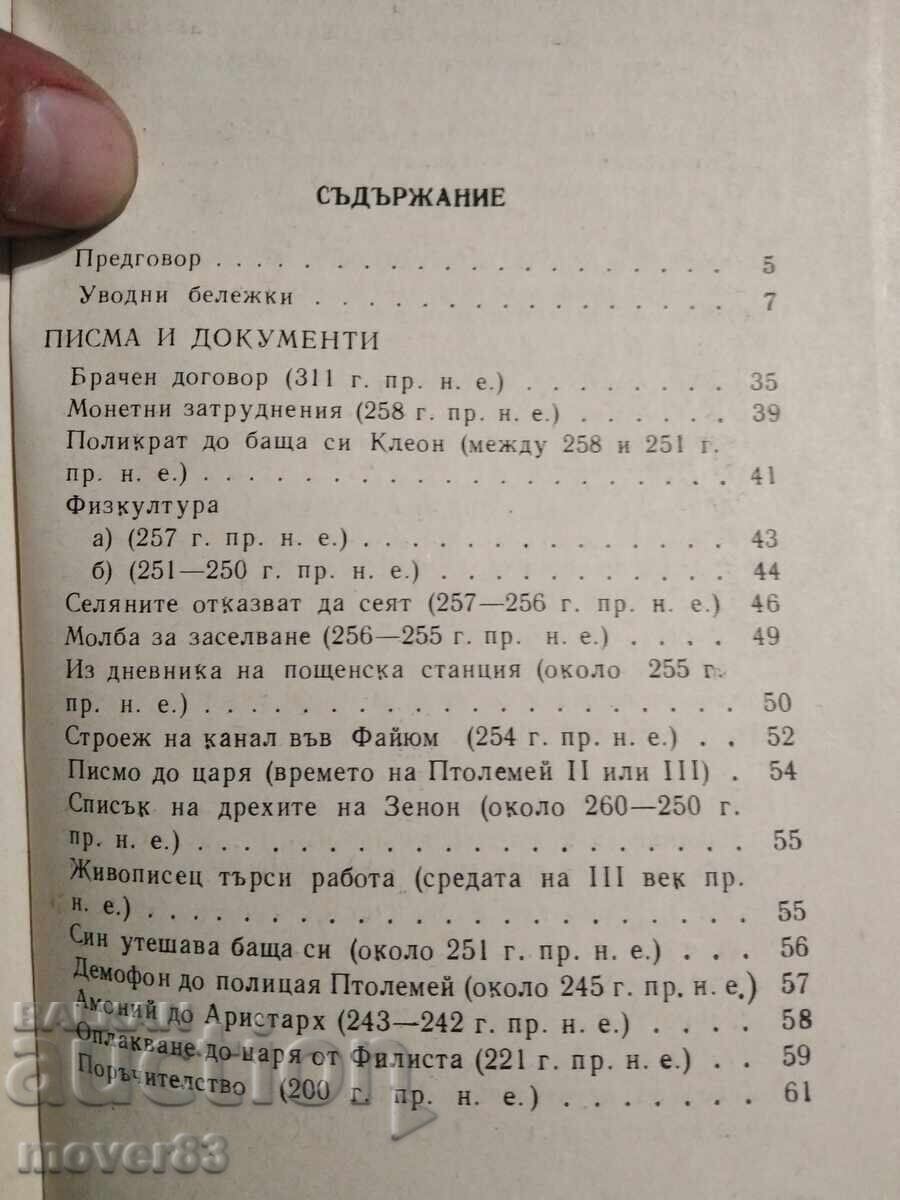 СЪДЪРЖАНИЕ
Предговор . . . . . . . . . . . . . . . . . . . . 5
Уводни бележки . . . . . . . . . . . . . . . . 7
ПИСМА И ДОКУМЕНТИ
Брачен договор (311 г. пр. н. е.) . . . . . . . . 35
Монетни затруднения (258 г. пр. н. е.) . . . . . . 39
Поликрат до баща си Клеон (между 258 и 251 г.
пр. н. е.) . . . . . . . . . . . . . . . . . . . . 41
Физкултура
а) (257 г. пр. н. е.) . . . . . . . . . . . . . . 43
б) (251—250 г. пр. н. е.) . . . . . . . . . . . 44
Селяните отказват да сеят (257—256 г. пр. н. е.) 46
Молба за заселване (256—255 г. пр. н. е.) . . . . 49
Из дневника на пощенска станция (около 255 г.
пр. н. е.) . . . . . . . . . . . . . . . . . . . . 50
Строеж на канал във Файюм (254 г. пр. н. е.) . . 52
Писмо до царя (времето на Птолемей II или III) . 54
Списък на дрехите на Зенон (около 260—250 г.
пр. н. е.) . . . . . . . . . . . . . . . . . . . . 55
Живописец търси работа (средата на III век пр.
н. е.) . . . . . . . . . . . . . . . . . . . . . . 55
Син утешава баща си (около 251 г. пр. н. е.) . . . 56
Демофон до полицая Птолемей (около 245 г. пр. н. е.) 57
Амоний до Аристарх (243—242 г. пр. н. е.) . . . . 58
Оплакване до царя от Филиста (221 г. пр. н. е.) . . 59
Поръчителство (200 г. пр. н. е.) . . . . . . . 61
BALKAN
auction
mover83